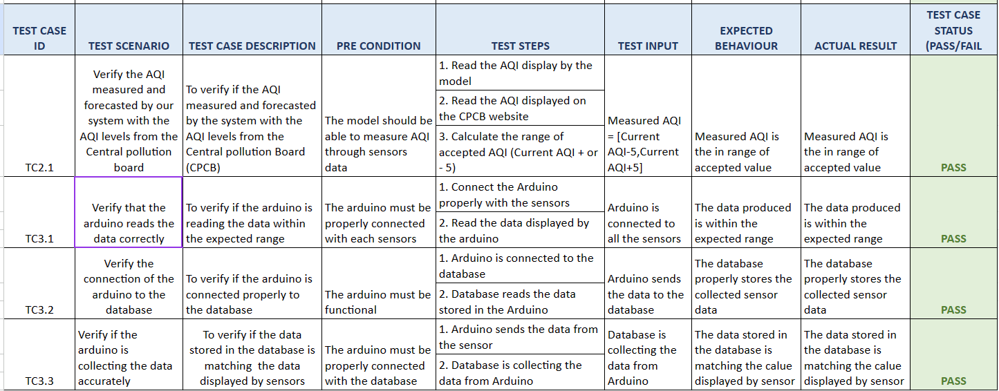 TEST CASE
ID
TEST SCENARIO
TEST CASE DESCRIPTION
PRE CONDITION
TEST STEPS
TEST INPUT
EXPECTED
BEHAVIOUR
ACTUAL RESULT
TEST CASE
STATUS
(PASS/FAIL
TC2.1
Verify the AQI
measured and
forecasted by our
system with the
AQI levels from the
Central pollution
board
To verify if the AQI
measured and forecasted
by the system with the
AQI levels from the
Central pollution Board
(CPCB)
The model should be
able to measure AQI
through sensors
data
1. Read the AQI display by the
model
2. Read the AQI displayed on
the CPCB website
3. Calculate the range of
accepted AQI (Current AQI + or
- 5)
Measured AQI
= [Current
AQI-5,Current
AQI+5]
Measured AQI is
the in range of
accepted value
Measured AQI is
the in range of
accepted value
PASS
TC3.1
Verify that the
arduino reads the
data correctly
To verify if the arduino is
reading the data within
the expected range
The arduino must be
properly connected
with each sensors
1. Connect the Arduino
properly with the sensors
2. Read the data displayed by
the arduino
Arduino is
connected to
all the sensors
The data produced
is within the
expected range
The data produced
is within the
expected range
PASS
TC3.2
Verify the
connection of the
arduino to the
database
To verify if the arduino is
connected properly to
the database
The arduino must be
functional
1. Arduino is connected to the
database
2. Database reads the data
stored in the Arduino
Arduino sends
the data to the
database
The database
properly stores the
collected sensor
data
The database
properly stores the
collected sensor
data
PASS
TC3.3
Verify if the
arduino is
collecting the data
accurately
To verify if the data
stored in the database is
matching  the data
displayed by sensors
The arduino must be
properly connected
with the database
1. Arduino sends the data from
the sensor
2. Database is collecting the
data from Arduino
Database is
collecting the
data from
Arduino
The data stored in
the database is
matching the calue
displayed by sensor
The data stored in
the database is
matching the calue
displayed by sensor
PASS